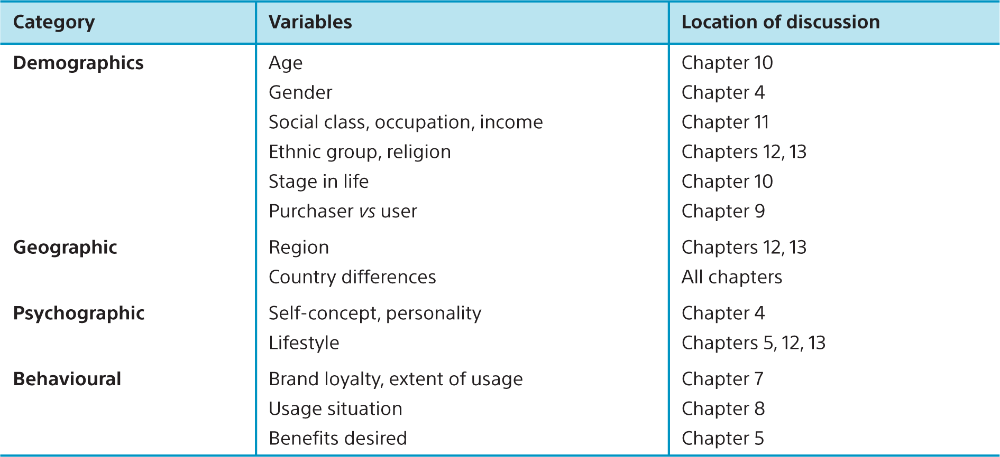 Category Variables Location of discussion
Demographics Age Chapter 10
Gender Chapter 4
Social class, occupation, income Chapter 11
Ethnic group, religion Chapters 12, 13
Stage in life Chapter 10
Purchaser vs user Chapter 9
Geographic Region Chapters 12, 13
Country differences All chapters
Psychographic Self-concept, personality Chapter 4
Lifestyle Chapters 5, 12, 13
Behavioural Brand loyalty, extent of usage Chapter 7
Usage situation Chapter 8
Benefits desired Chapter 5